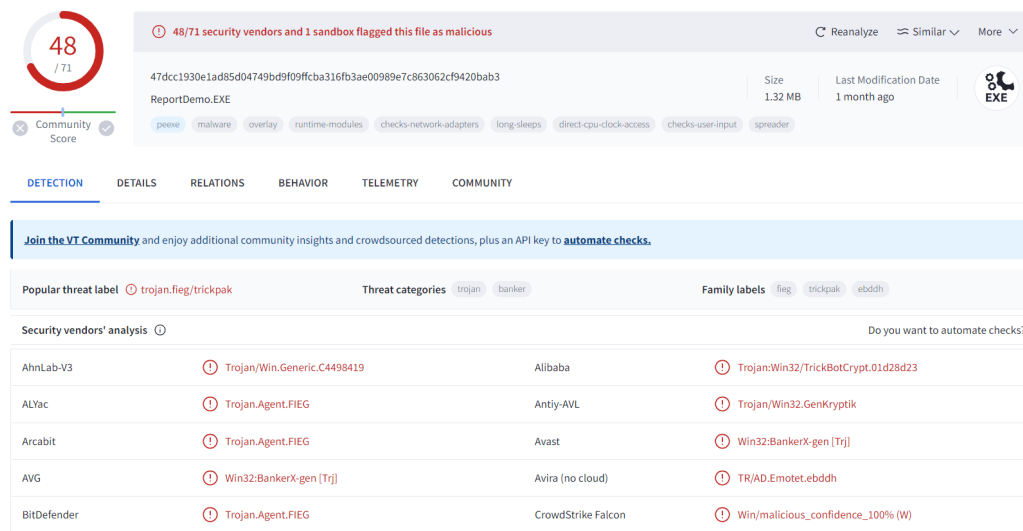 48
/ 71
Community
Score
48/71 security vendors and 1 sandbox flagged this file as malicious
Reanalyze Similar More
47dcc1930e1ad85d04749bd9f09ffcba316fb3ae00989e7c863062cf9420bab3
ReportDemo.EXE
Size
1.32 MB
Last Modification Date
1 month ago
EXE
peexe malware overlay runtime-modules checks-network-adapters long-sleeps direct-cpu-clock-access checks-user-input spreader
DETECTION DETAILS RELATIONS BEHAVIOR TELEMETRY COMMUNITY
Join the VT Community and enjoy additional community insights and crowdsourced detections, plus an API key to automate checks.
Popular threat label trojan.fieg/trickpak Threat categories trojan banker Family labels fieg trickpak ebddh
Security vendors' analysis Do you want to automate checks?
AhnLab-V3 Trojan/Win.Generic.C4498419 Alibaba Trojan:Win32/TrickBotCrypt.01d28d23
ALYac Trojan.Agent.FIEG Antiy-AVL Trojan/Win32.GenKryptik
Arcabit Trojan.Agent.FIEG Avast Win32:BankerX-gen [Trj]
AVG Win32:BankerX-gen [Trj] Avira (no cloud) TR/AD.Emotet.ebddh
BitDefender Trojan.Agent.FIEG CrowdStrike Falcon Win/malicious_confidence_100% (W)